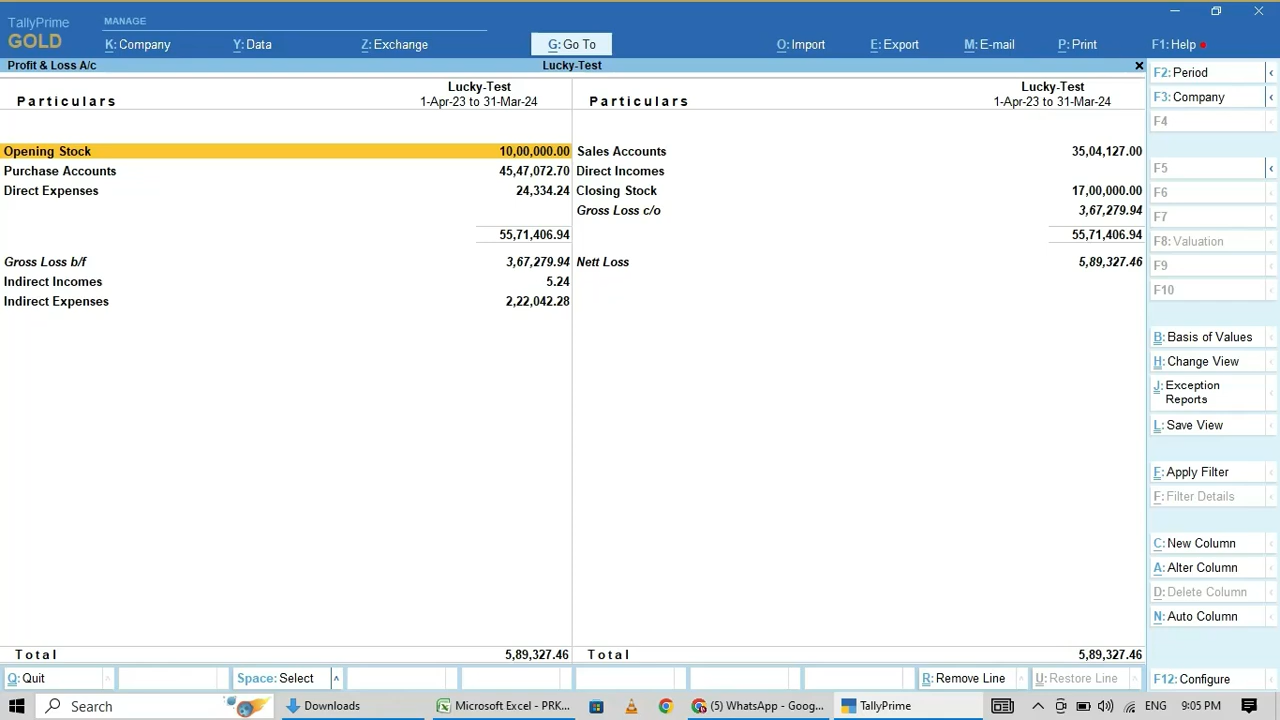 TallyPrime
GOLD
MANAGE
K: Company
Y: Data
Z: Exchange
G: Go To
O: Import
E: Export
M: E-mail
P: Print
F1: Help
Profit & Loss A/c
Lucky-Test
Particulars
Lucky-Test
1-Apr-23 to 31-Mar-24
Particulars
Lucky-Test
1-Apr-23 to 31-Mar-24
Opening Stock 10,00,000.00
Purchase Accounts 45,47,072.70
Direct Expenses 24,334.24
55,71,406.94
Gross Loss b/f 3,67,279.94
Indirect Incomes 5.24
Indirect Expenses 2,22,042.28
Total 5,89,327.46
Sales Accounts 35,04,127.00
Direct Incomes
Closing Stock 17,00,000.00
Gross Loss c/o 3,67,279.94
55,71,406.94
Nett Loss 5,89,327.46
Total 5,89,327.46
F2: Period
F3: Company
F4
F5
F6
F7
F8: Valuation
F9
F10
B: Basis of Values
H: Change View
J: Exception
Reports
L: Save View
F: Apply Filter
F: Filter Details
C: New Column
A: Alter Column
D: Delete Column
N: Auto Column
F12: Configure
Q: Quit
Space: Select
R: Remove Line
U: Restore Line
Search
Downloads
Microsoft Excel - PRK...
(5) WhatsApp - Goog...
TallyPrime
ENG
9:05 PM